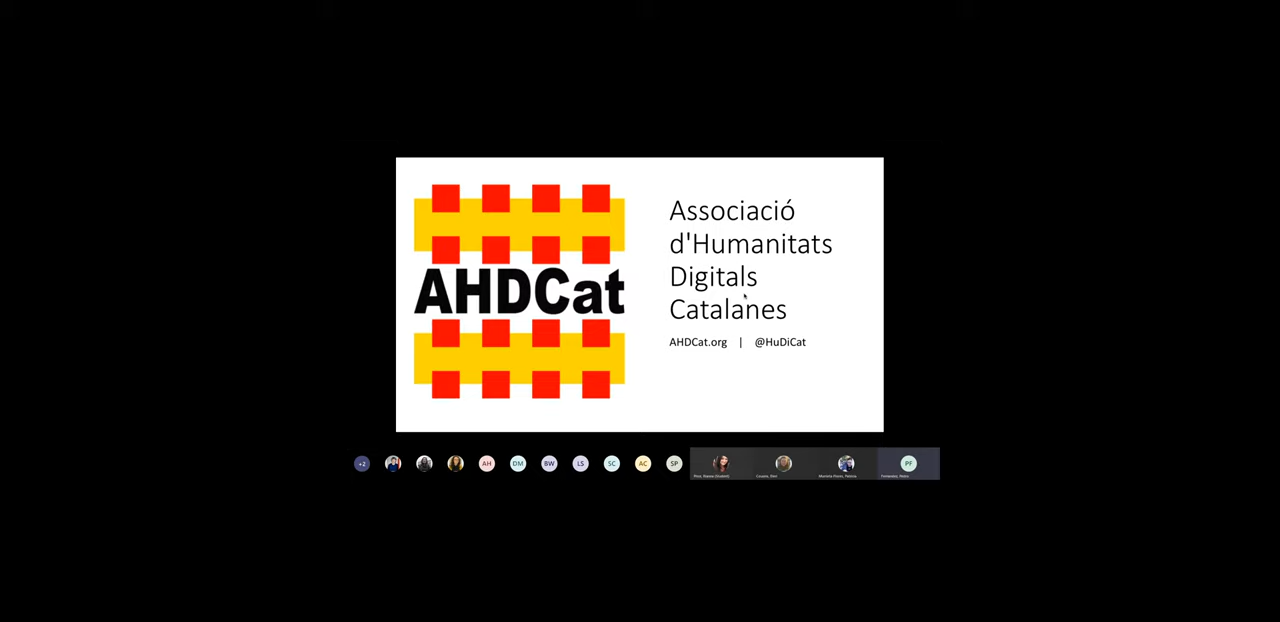 AHDCat
Associació
d'Humanitats
Digitals
Catalanes
AHDCat.org | @HuDiCat
+2
AH
DM
BW
LS
SC
AC
SP
PF